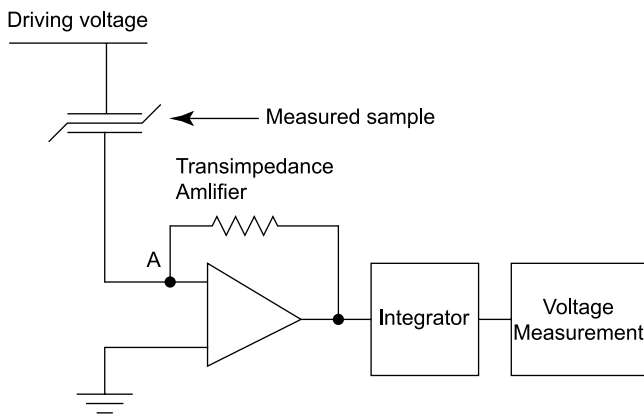 Driving voltage
Measured sample
Transimpedance
Amlifier
A
Integrator
Voltage
Measurement